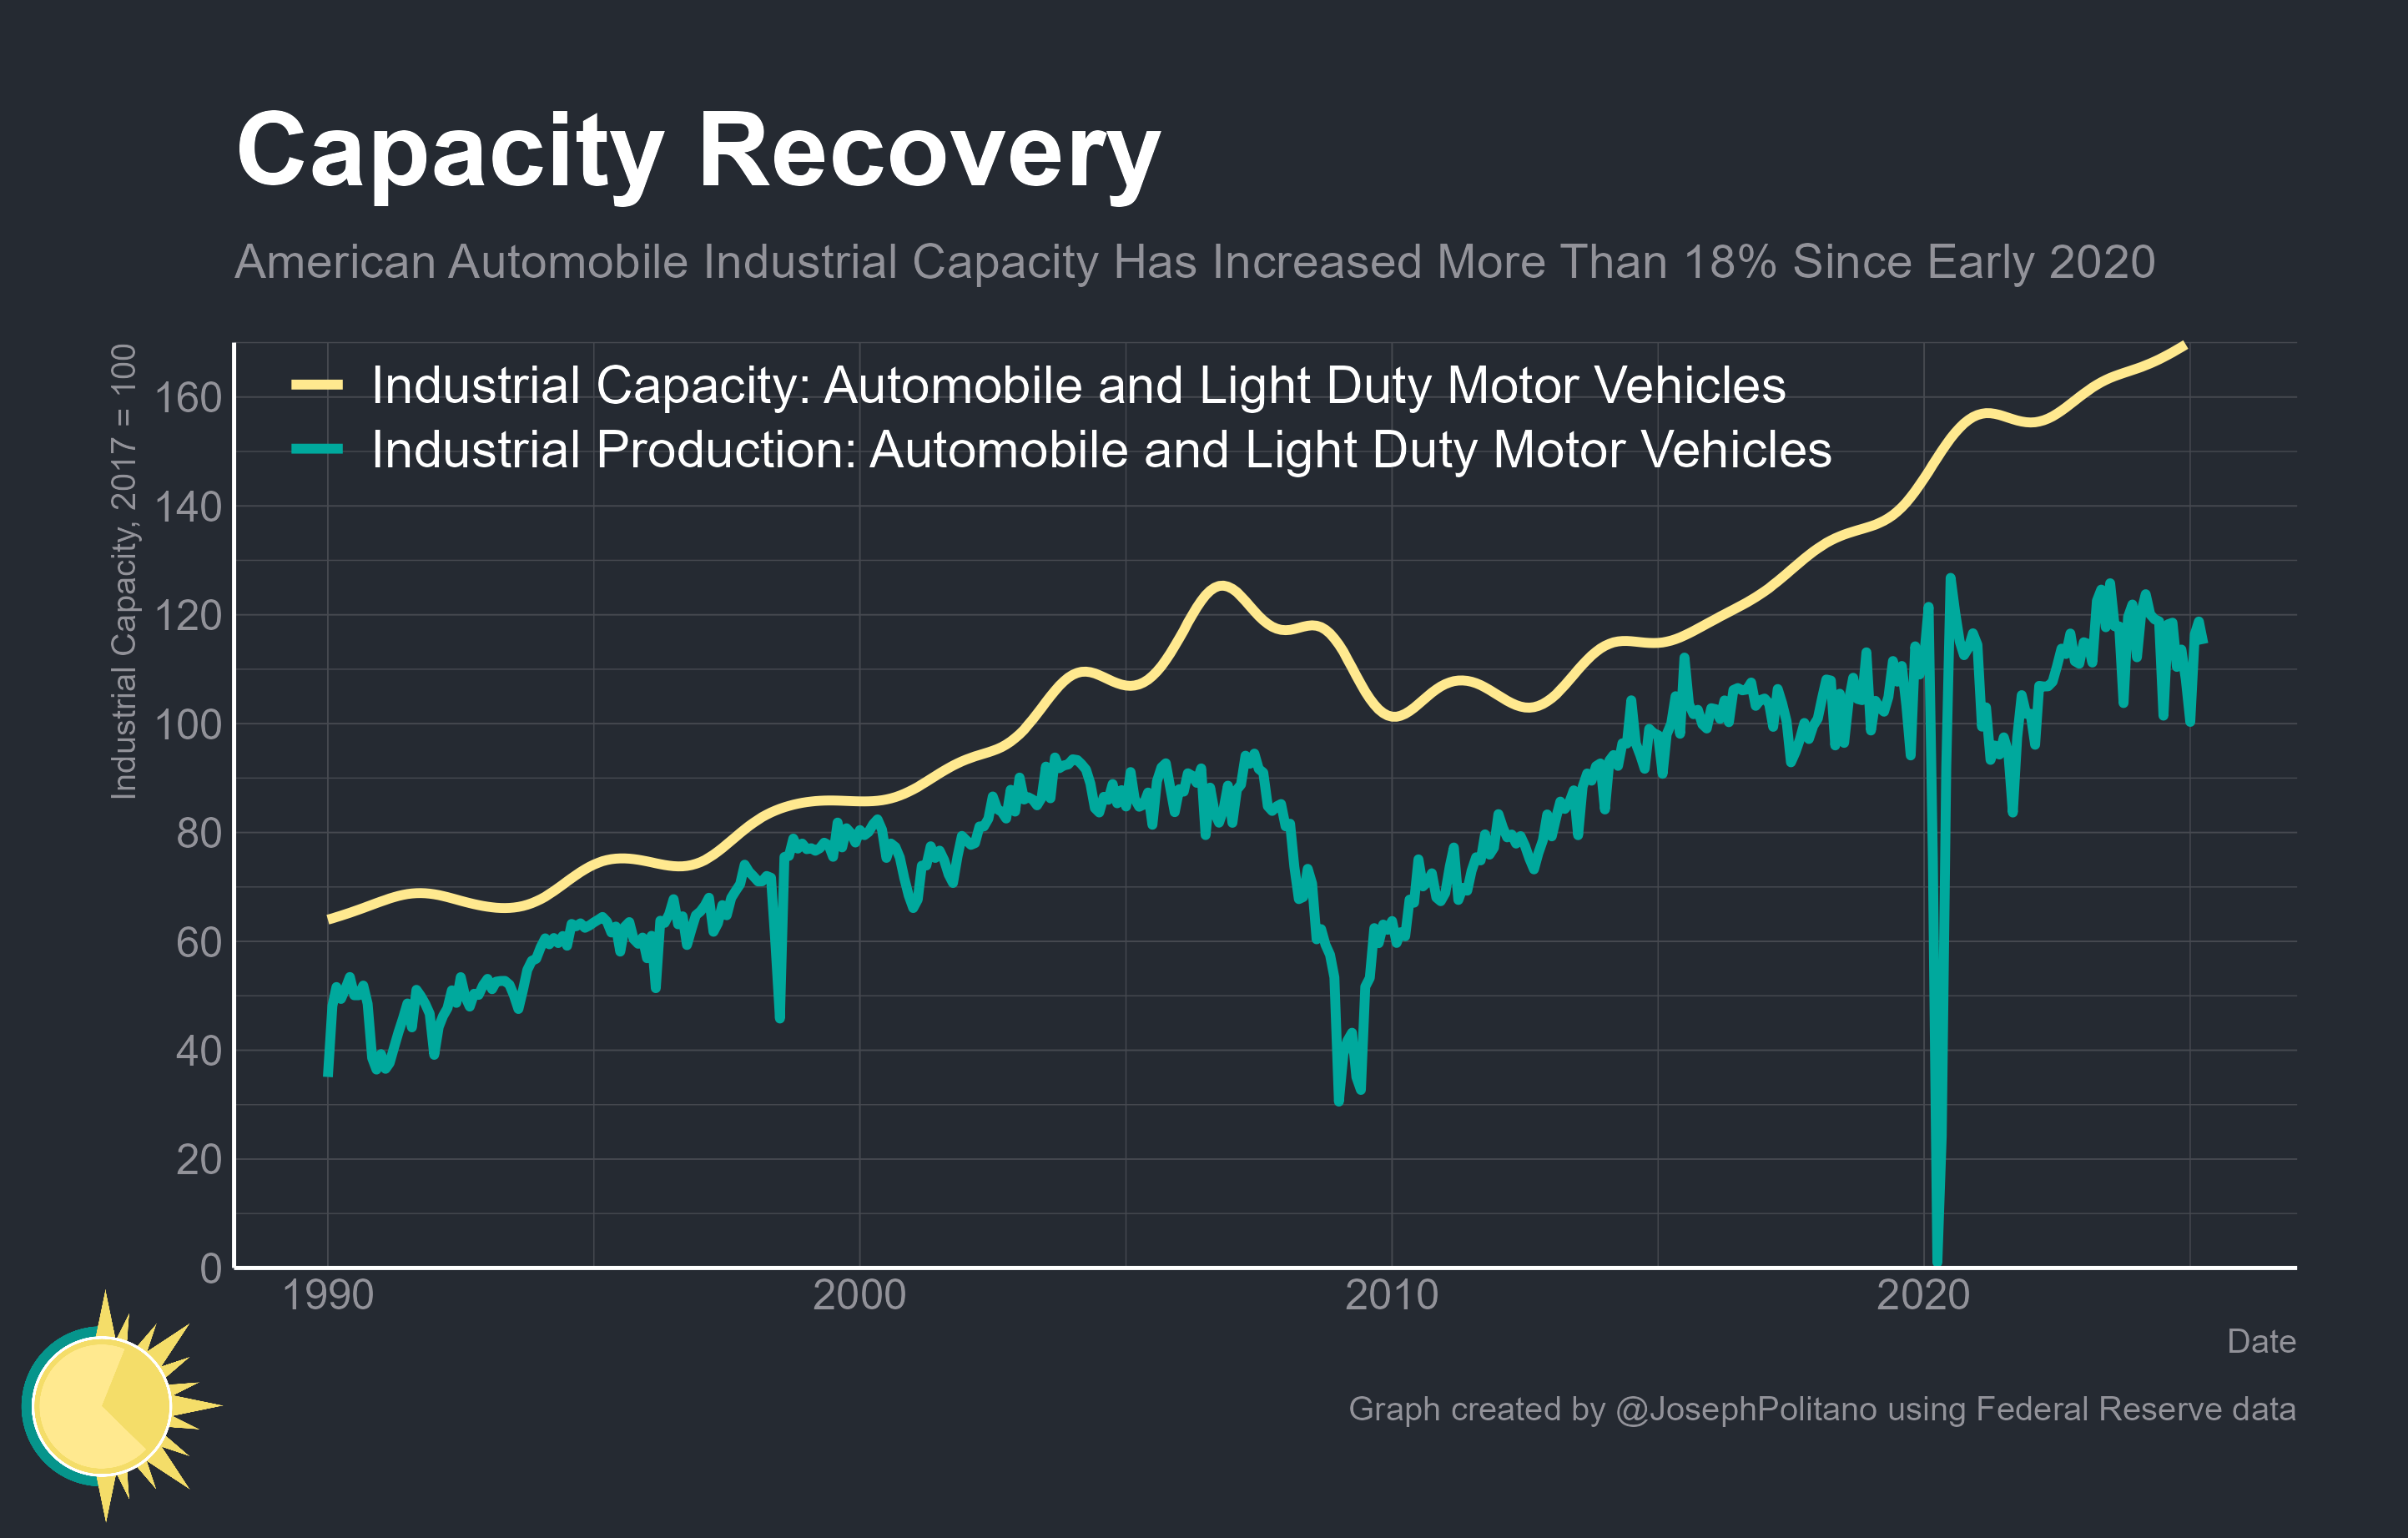 Capacity Recovery
American Automobile Industrial Capacity Has Increased More Than 18% Since Early 2020
Industrial Capacity, 2017 = 100
Industrial Capacity: Automobile and Light Duty Motor Vehicles
Industrial Production: Automobile and Light Duty Motor Vehicles
160
140
120
100
80
60
40
20
0
1990 2000 2010 2020
Date
Graph created by @JosephPolitano using Federal Reserve data